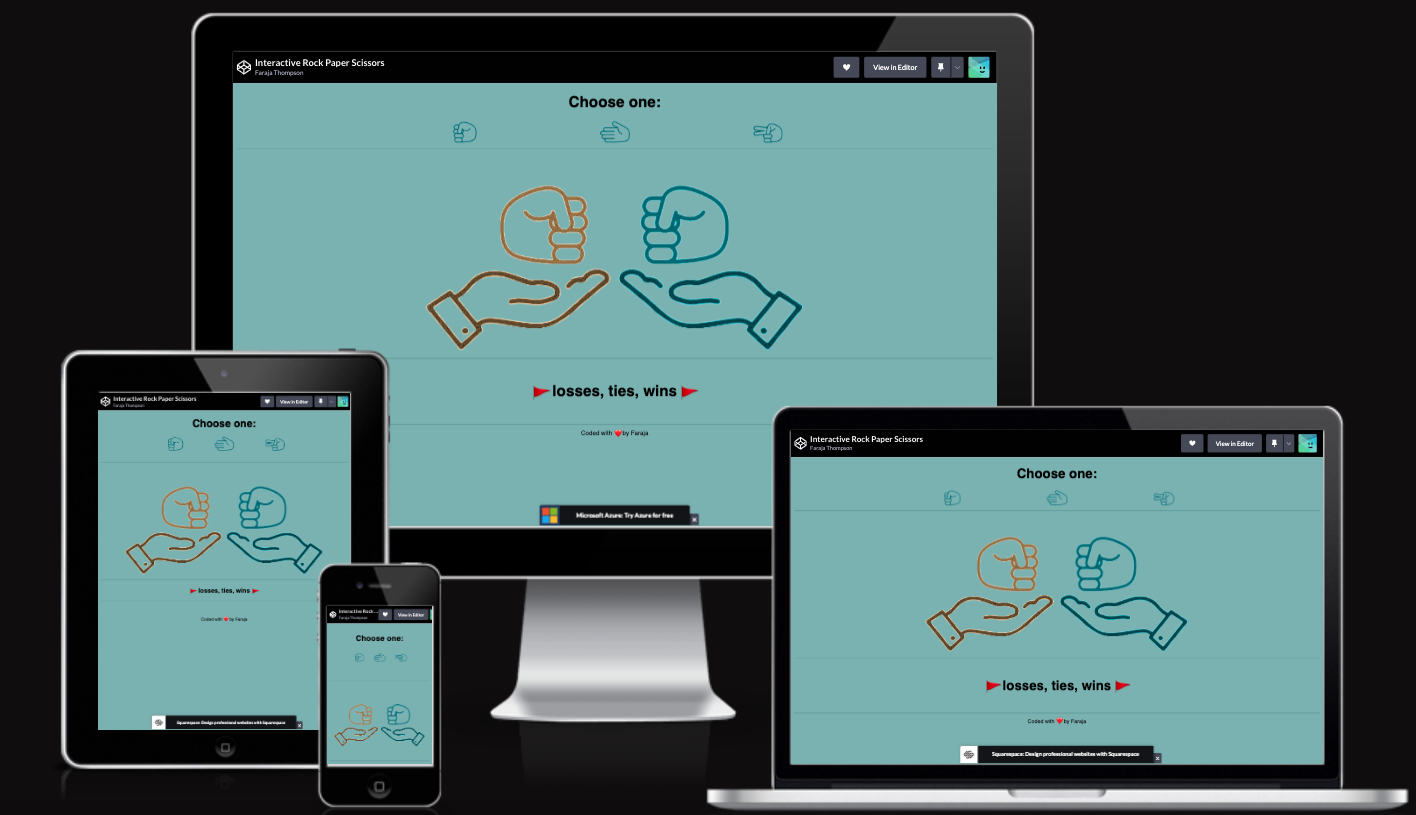 Interactive Rock Paper Scissors
Faraja Thompson
View in Editor
Choose one:
losses, ties, wins
Coded with by Faraja
Microsoft Azure: Try Azure for free
Interactive Rock Paper Scissors
Faraja Thompson
View in Editor
Choose one:
losses, ties, wins
Coded with by Faraja
Squarespace: Design professional websites with Squarespace
Interactive Rock...
Faraja Thompson
View in Editor
Choose one:
Interactive Rock Paper Scissors
Faraja Thompson
View in Editor
Choose one:
losses, ties, wins
Coded with by Faraja
Squarespace: Design professional websites with Squarespace